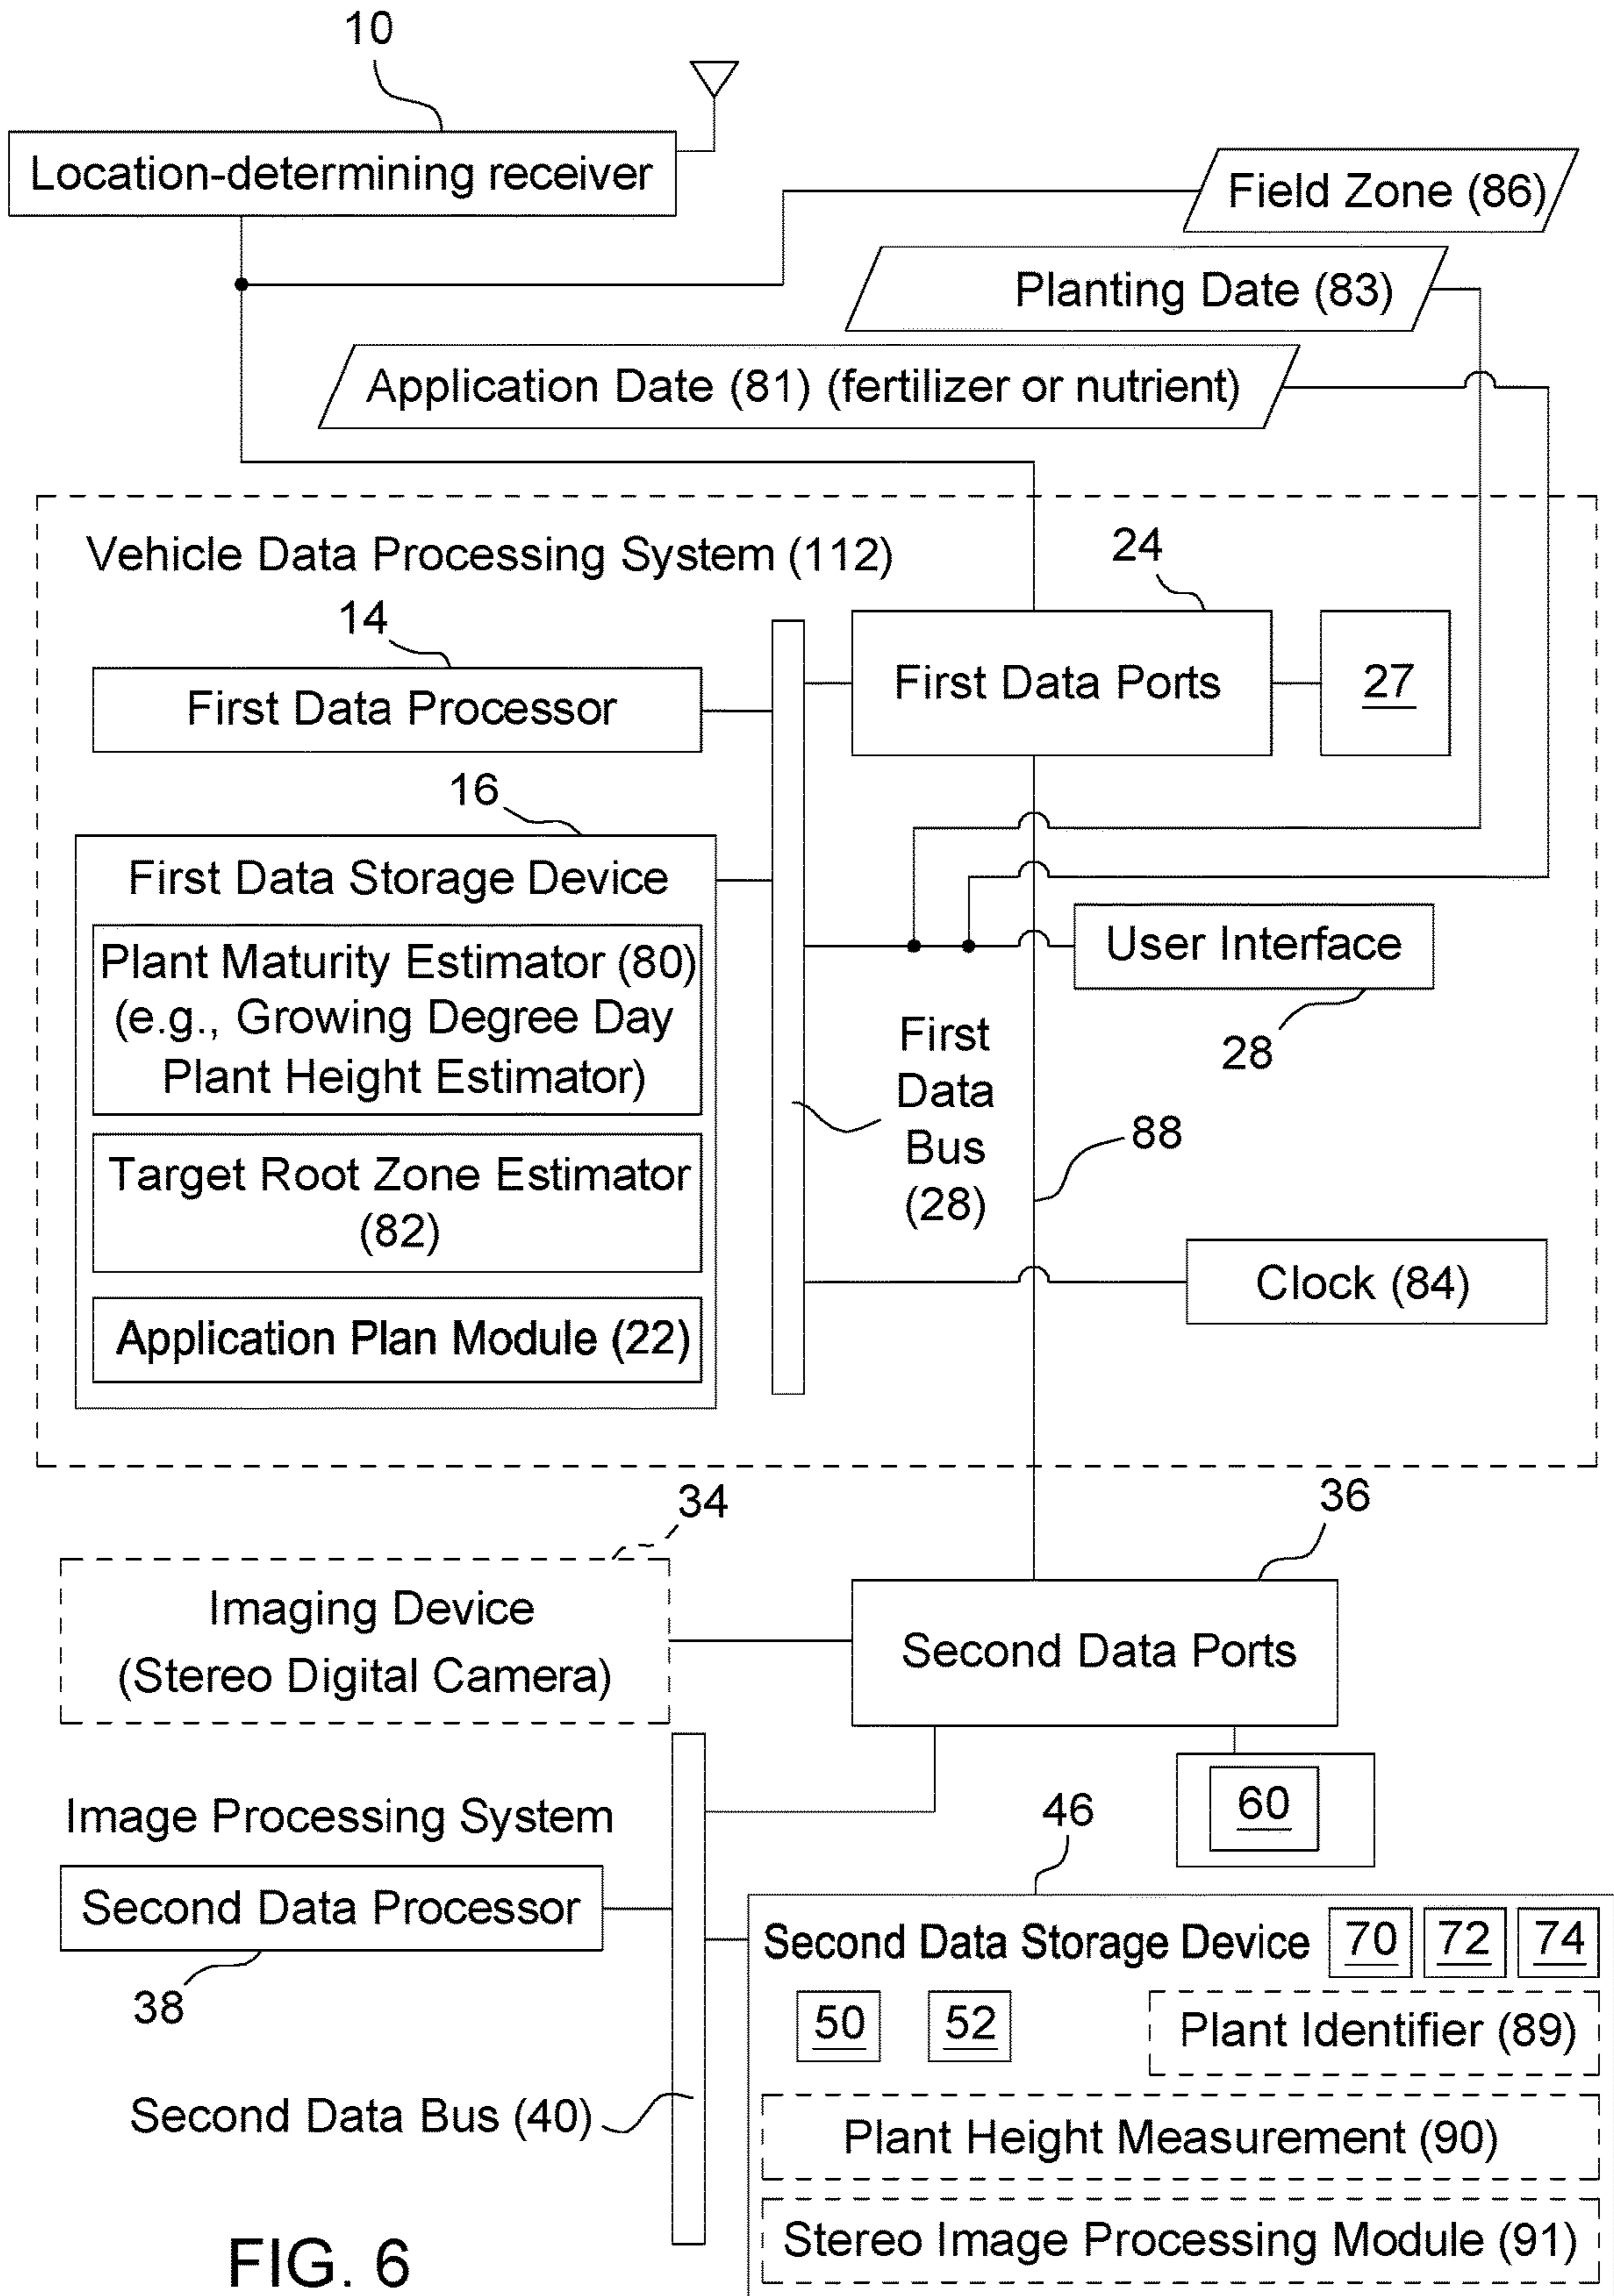 10
Location-determining receiver
Field Zone (86)
Planting Date (83)
Application Date (81) (fertilizer or nutrient)
Vehicle Data Processing System (112)
24
14
First Data Ports
27
First Data Processor
16
First Data Storage Device
Plant Maturity Estimator (80)
(e.g., Growing Degree Day
Plant Height Estimator)
User Interface
28
First
Data
Bus
(28)
88
Target Root Zone Estimator
(82)
Clock (84)
Application Plan Module (22)
34
36
Imaging Device
(Stereo Digital Camera)
Second Data Ports
60
Image Processing System
46
Second Data Processor
38
Second Data Storage Device
70
72
74
50
52
Plant Identifier (89)
Second Data Bus (40)
Plant Height Measurement (90)
Stereo Image Processing Module (91)
FIG. 6